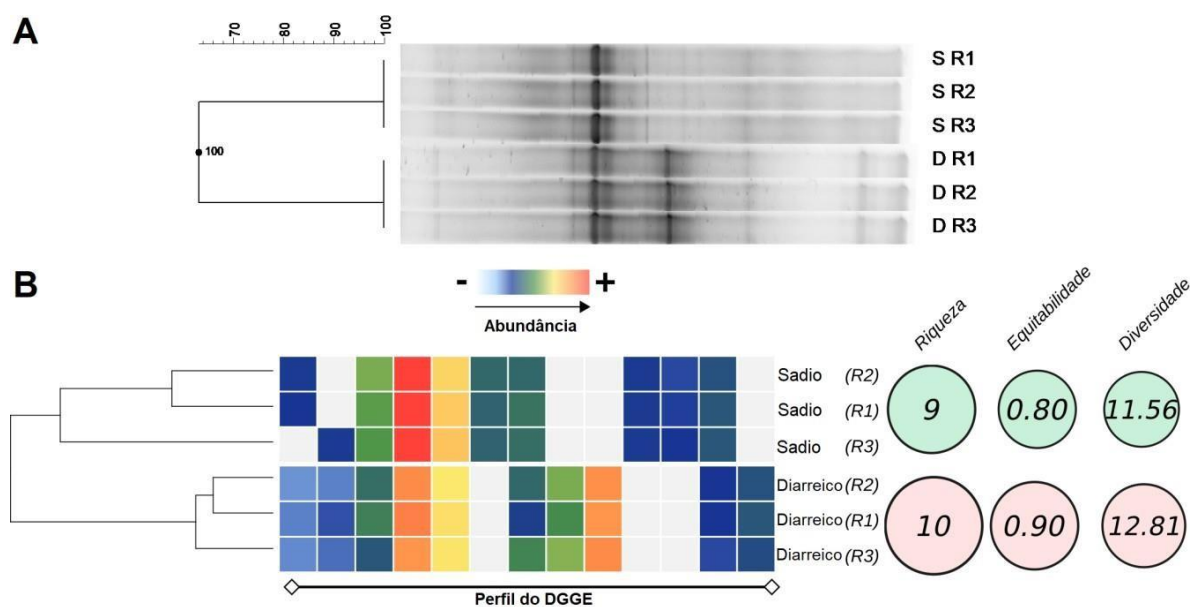 A
70 80 90 100
100
S R1
S R2
S R3
D R1
D R2
D R3
B
- +
Abundância
Riqueza Equitabilidade Diversidade
Sadio (R2)
Sadio (R1)
Sadio (R3)
9 0.80 11.56
Diarreico (R2)
Diarreico (R1)
Diarreico (R3)
10 0.90 12.81
Perfil do DGGE